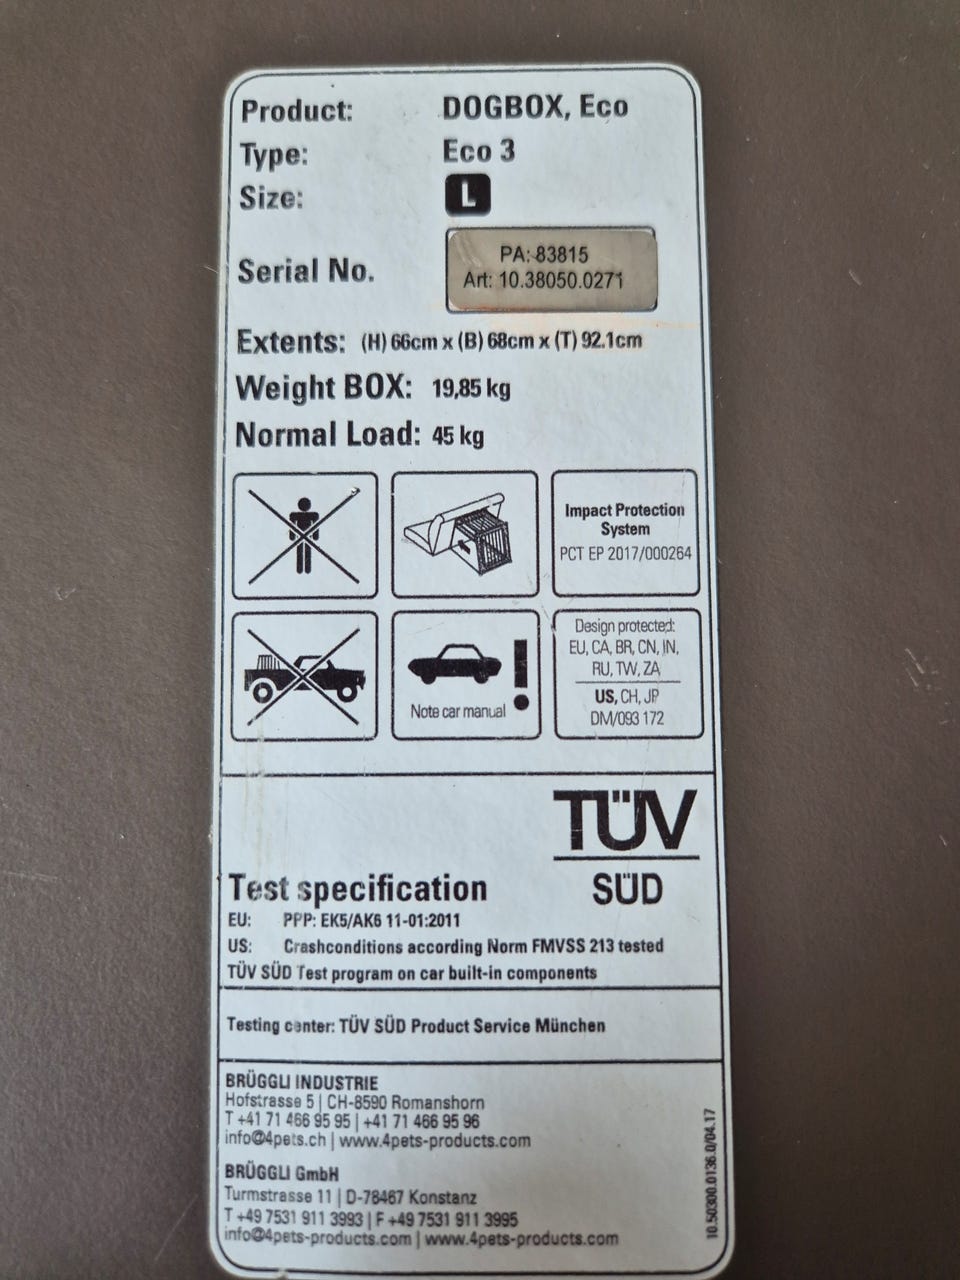 Product: DOGBOX, Eco
Type: Eco 3
Size: L
Serial No. PA: 83815
Art: 10.38050.0271
Extents: (H) 66cm x (B) 68cm x (T) 92.1cm
Weight BOX: 19,85 kg
Normal Load: 45 kg
Impact Protection
System
PCT EP 2017/000264
Note car manual
Design protected:
EU, CA, BR, CN, IN,
RU, TW, ZA
US, CH, JP
DM/093 172
TÜV
SÜD
Test specification
EU: PPP: EK5/AK6 11-01:2011
US: Crashconditions according Norm FMVSS 213 tested
TÜV SÜD Test program on car built-in components
Testing center: TÜV SÜD Product Service München
BRÜGGLI INDUSTRIE
Hofstrasse 5 | CH-8590 Romanshorn
T +41 71 466 95 95 | +41 71 466 95 96
info@4pets.ch | www.4pets-products.com
BRÜGGLI GmbH
Turmstrasse 11 | D-78467 Konstanz
T +49 7531 911 3993 | F +49 7531 911 3995
info@4pets-products.com | www.4pets-products.com
10.50300.0136.0/04.17